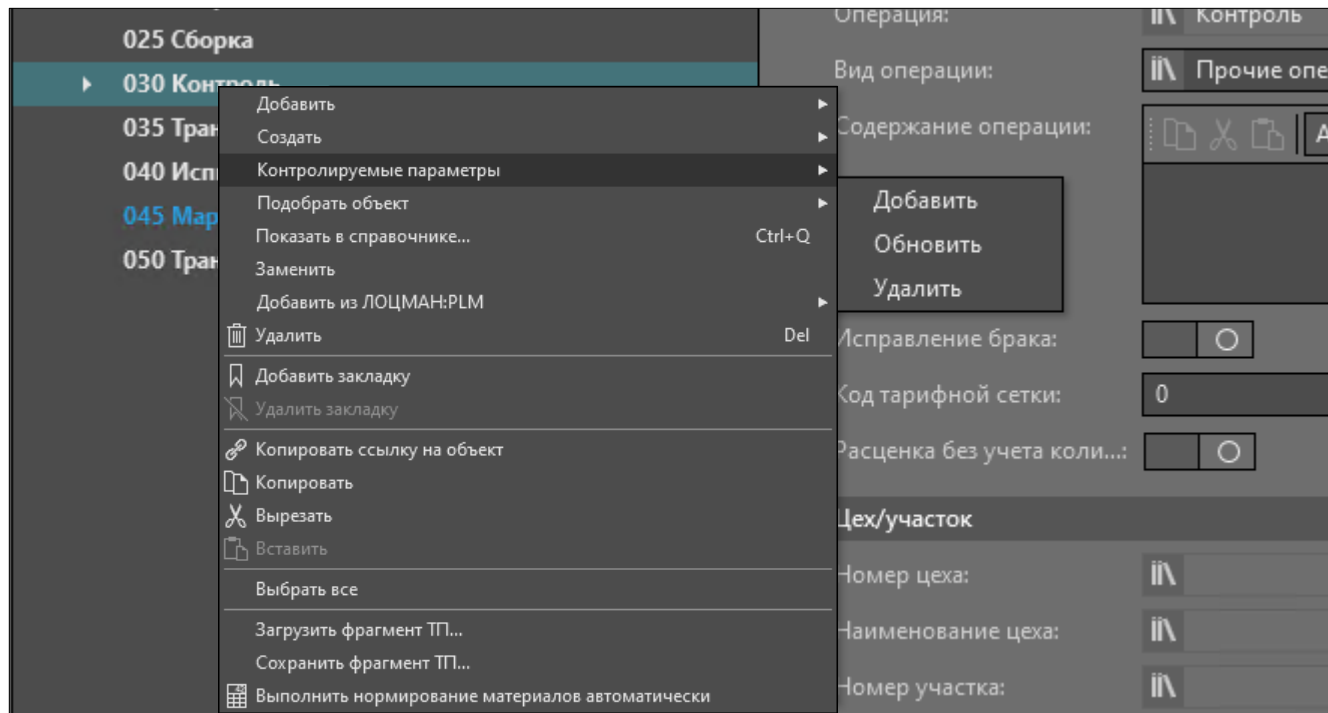 025 Сборка
030 Контроль
035 Тран
040 Исп
045 Мар
050 Тран
Добавить
Создать
Контролируемые параметры
Подобрать объект
Показать в справочнике... Ctrl+Q
Заменить
Добавить из ЛОЦМАН:PLM
Удалить Del
Добавить закладку
Удалить закладку
Копировать ссылку на объект
Копировать
Вырезать
Вставить
Выбрать все
Загрузить фрагмент ТП...
Сохранить фрагмент ТП...
Выполнить нормирование материалов автоматически
Добавить
Обновить
Удалить
Операция: Контроль
Вид операции: Прочие опе
Содержание операции: A
Исправление брака:
Код тарифной сетки: 0
Расценка без учета коли...:
Цех/участок
Номер цеха:
Наименование цеха:
Номер участка: